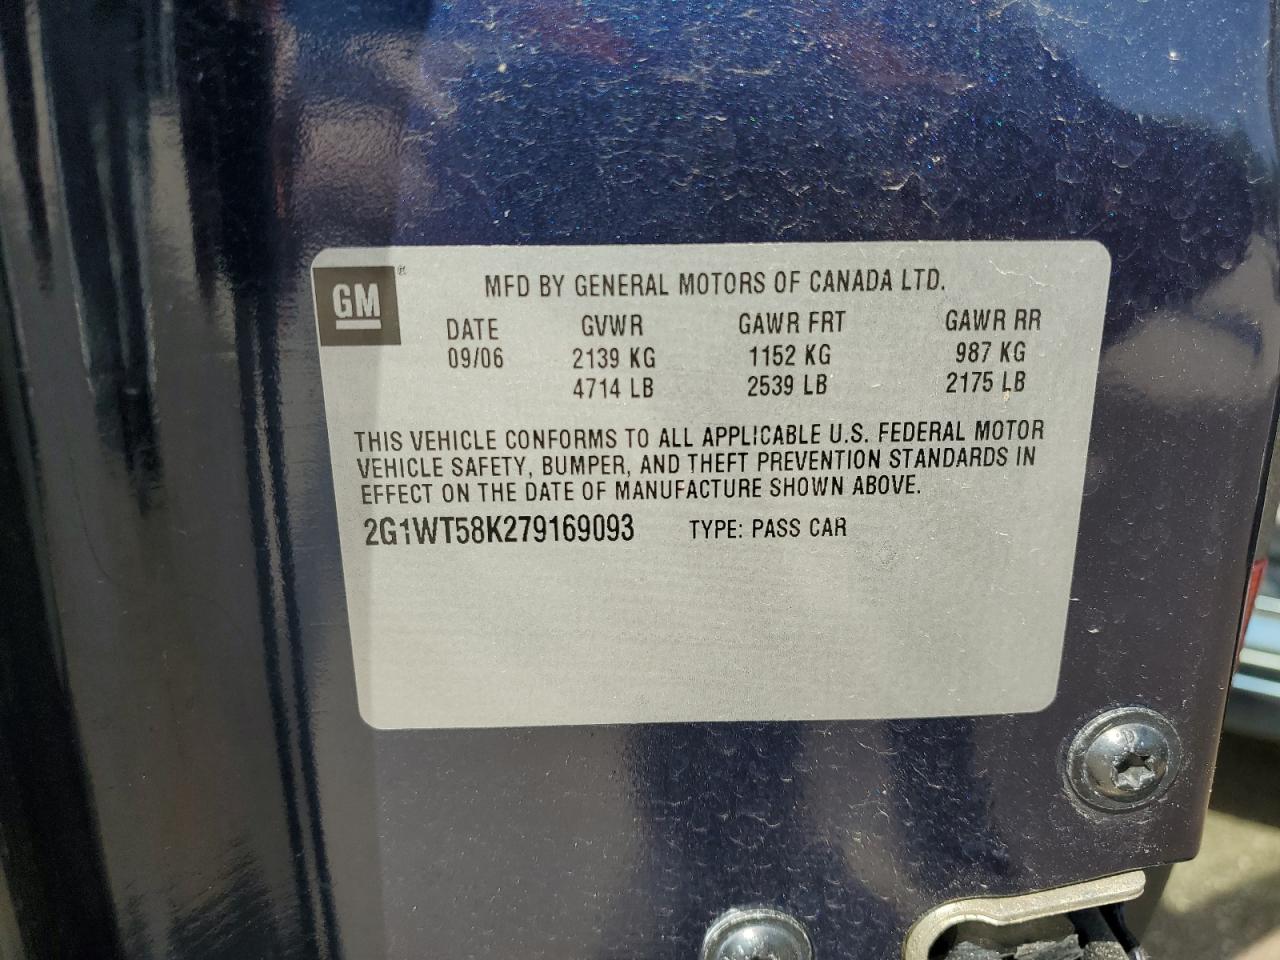 GM®
MFD BY GENERAL MOTORS OF CANADA LTD.
DATE GVWR GAWR FRT GAWR RR
09/06 2139 KG 1152 KG 987 KG
4714 LB 2539 LB 2175 LB
THIS VEHICLE CONFORMS TO ALL APPLICABLE U.S. FEDERAL MOTOR
VEHICLE SAFETY, BUMPER, AND THEFT PREVENTION STANDARDS IN
EFFECT ON THE DATE OF MANUFACTURE SHOWN ABOVE.
2G1WT58K279169093 TYPE: PASS CAR